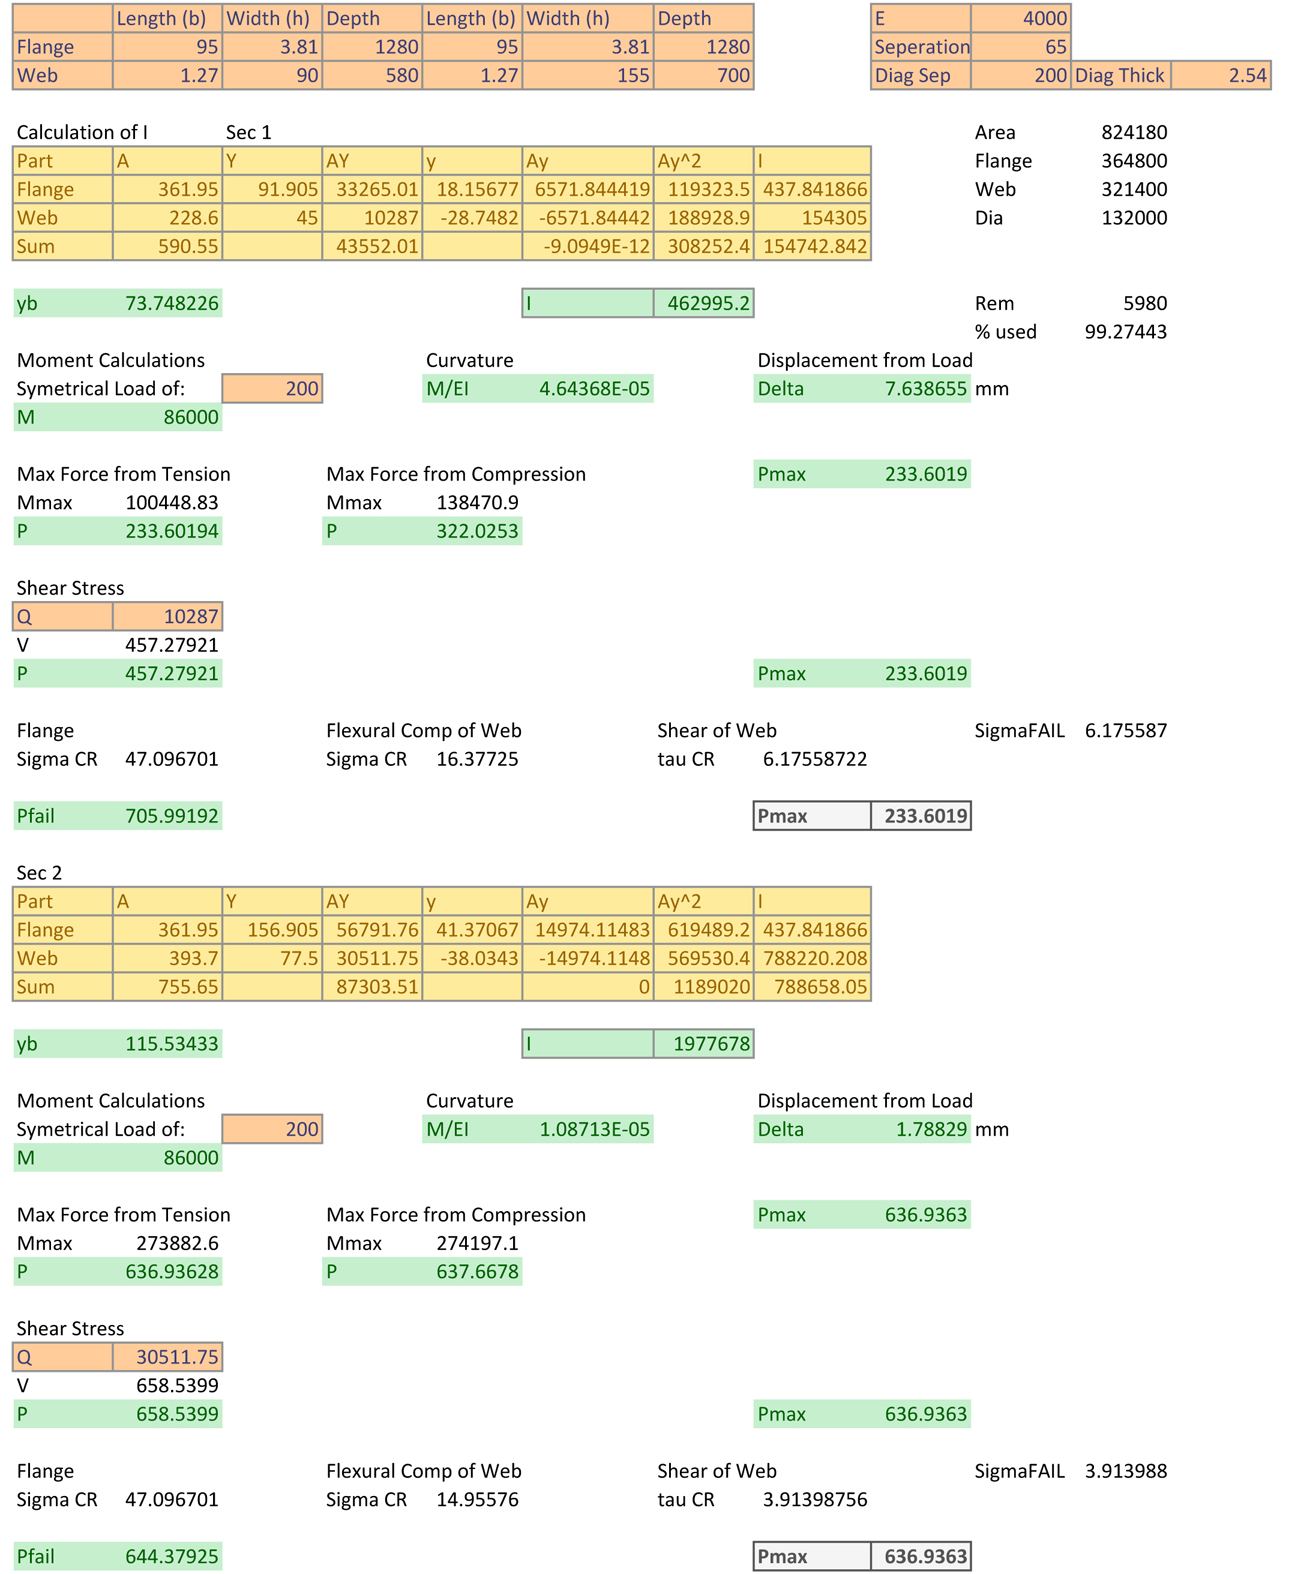 Length (b) Width (h) Depth Length (b) Width (h) Depth E 4000
Flange 95 3.81 1280 95 3.81 1280 Seperation 65
Web 1.27 90 580 1.27 155 700 Diag Sep 200 Diag Thick 2.54
Calculation of I Sec 1 Area 824180
Part A Y AY y Ay Ay^2 I Flange 364800
Flange 361.95 91.905 33265.01 18.15677 6571.844419 119323.5 437.841866 Web 321400
Web 228.6 45 10287 -28.7482 -6571.84442 188928.9 154305 Dia 132000
Sum 590.55 43552.01 -9.0949E-12 308252.4 154742.842
yb 73.748226 I 462995.2 Rem 5980
% used 99.27443
Moment Calculations Curvature Displacement from Load
Symetrical Load of: 200 M/EI 4.64368E-05 Delta 7.638655 mm
M 86000
Max Force from Tension Max Force from Compression Pmax 233.6019
Mmax 100448.83 Mmax 138470.9
P 233.60194 P 322.0253
Shear Stress
Q 10287
V 457.27921
P 457.27921 Pmax 233.6019
Flange Flexural Comp of Web Shear of Web SigmaFAIL 6.175587
Sigma CR 47.096701 Sigma CR 16.37725 tau CR 6.17558722
Pfail 705.99192 Pmax 233.6019
Sec 2
Part A Y AY y Ay Ay^2 I
Flange 361.95 156.905 56791.76 41.37067 14974.11483 619489.2 437.841866
Web 393.7 77.5 30511.75 -38.0343 -14974.1148 569530.4 788220.208
Sum 755.65 87303.51 0 1189020 788658.05
yb 115.53433 I 1977678
Moment Calculations Curvature Displacement from Load
Symetrical Load of: 200 M/EI 1.08713E-05 Delta 1.78829 mm
M 86000
Max Force from Tension Max Force from Compression Pmax 636.9363
Mmax 273882.6 Mmax 274197.1
P 636.93628 P 637.6678
Shear Stress
Q 30511.75
V 658.5399
P 658.5399 Pmax 636.9363
Flange Flexural Comp of Web Shear of Web SigmaFAIL 3.913988
Sigma CR 47.096701 Sigma CR 14.95576 tau CR 3.91398756
Pfail 644.37925 Pmax 636.9363